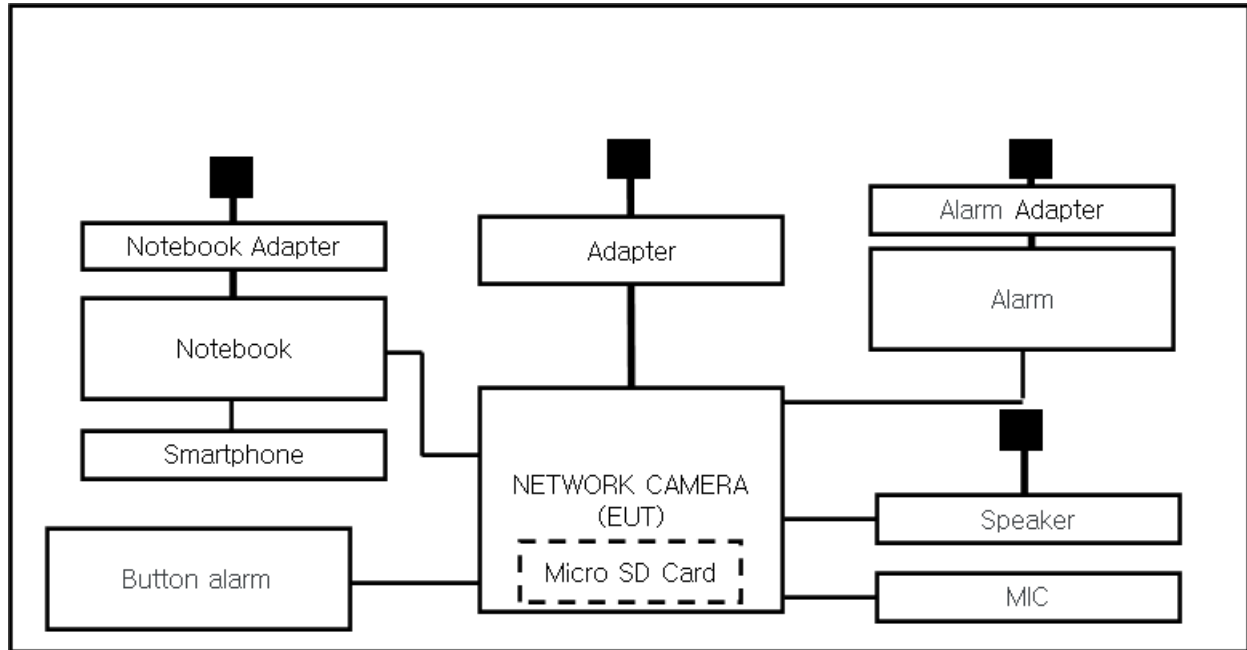 Notebook Adapter
Notebook
Smartphone
Button alarm
Adapter
NETWORK CAMERA
(EUT)
Micro SD Card
Alarm Adapter
Alarm
Speaker
MIC